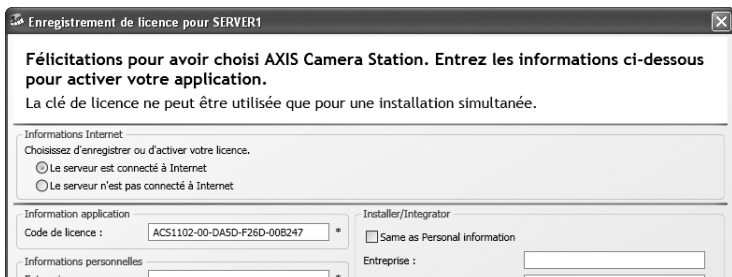 Enregistrement de licence pour SERVER1
Félicitations pour avoir choisi AXIS Camera Station. Entrez les informations ci-dessous
pour activer votre application.
La clé de licence ne peut être utilisée que pour une installation simultanée.
Informations Internet
Choisissez d'enregistrer ou d'activer votre licence.
Le serveur est connecté à Internet
Le serveur n'est pas connecté à Internet
Information application
Code de licence : ACS1102-00-DA5D-F26D-00B247 *
Informations personnelles
*
Installer/Integrator
Same as Personal information
Entreprise :